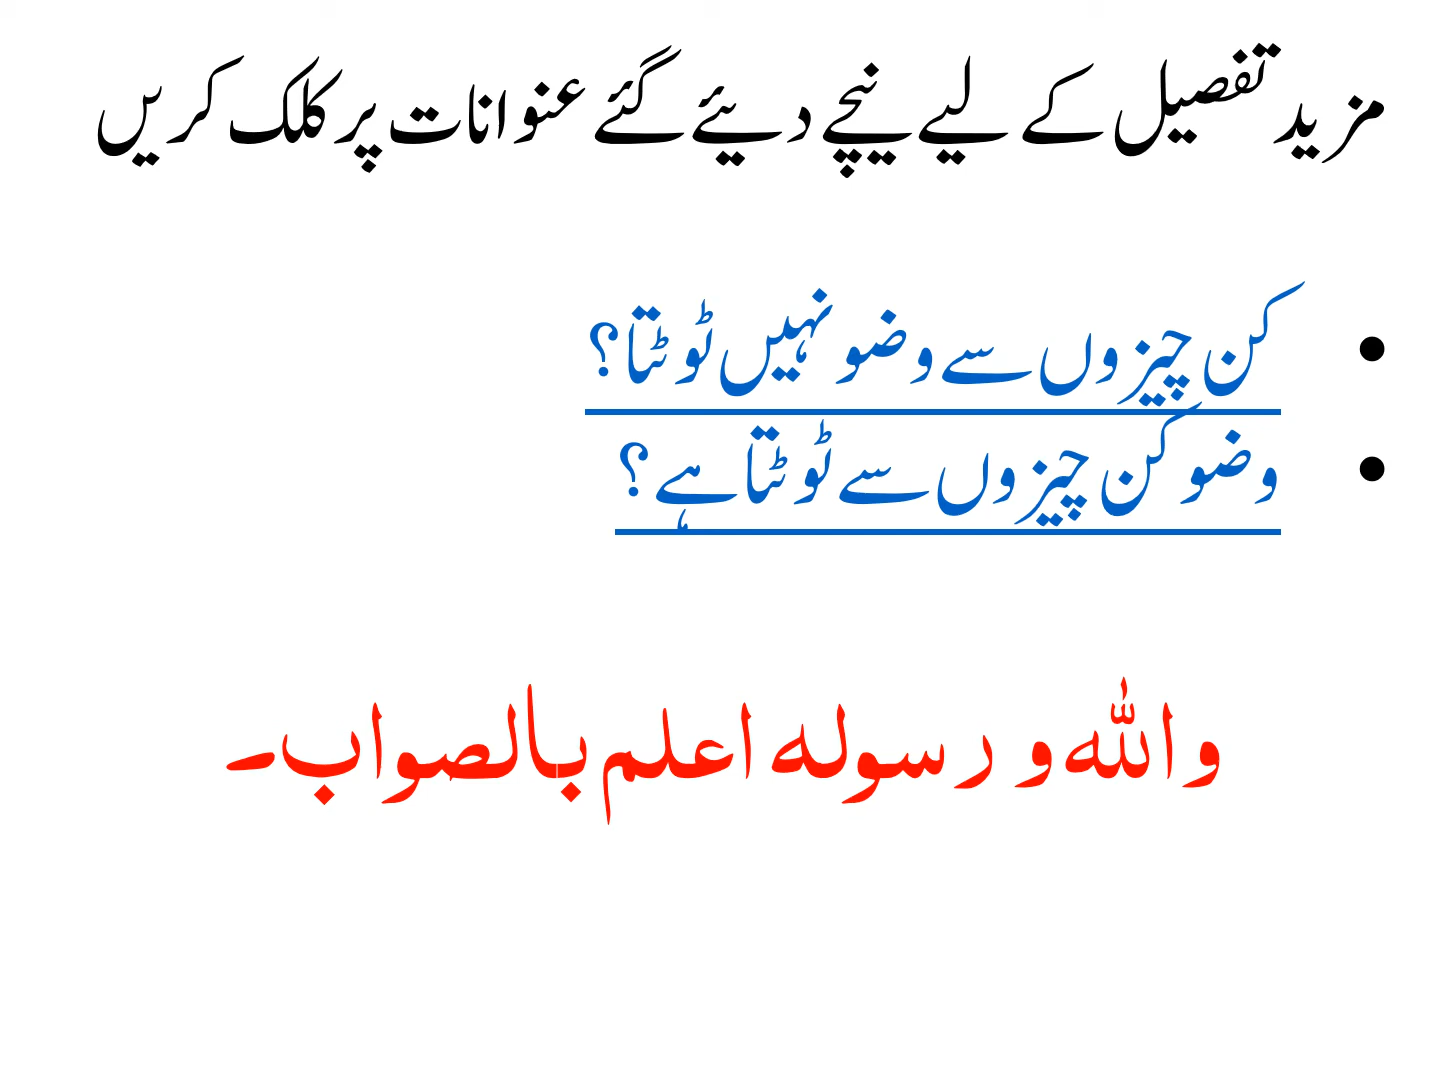 مزید تفصیل کے لیے نیچے دیئے گئے عنوانات پر کلک کریں
کن چیزوں سے وضو نہیں ٹوٹتا؟
وضو کن چیزوں سے ٹوٹتا ہے؟
واللہ و رسولہ اعلم بالصواب۔